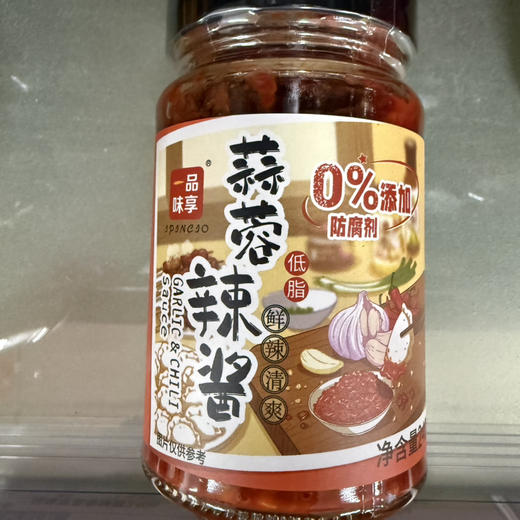 一品
味享
®
蒜蓉辣酱
GARLIC & CHILI
Sauce
低脂
鲜辣清爽
0%添加
防腐剂
图片仅供参考
净含量